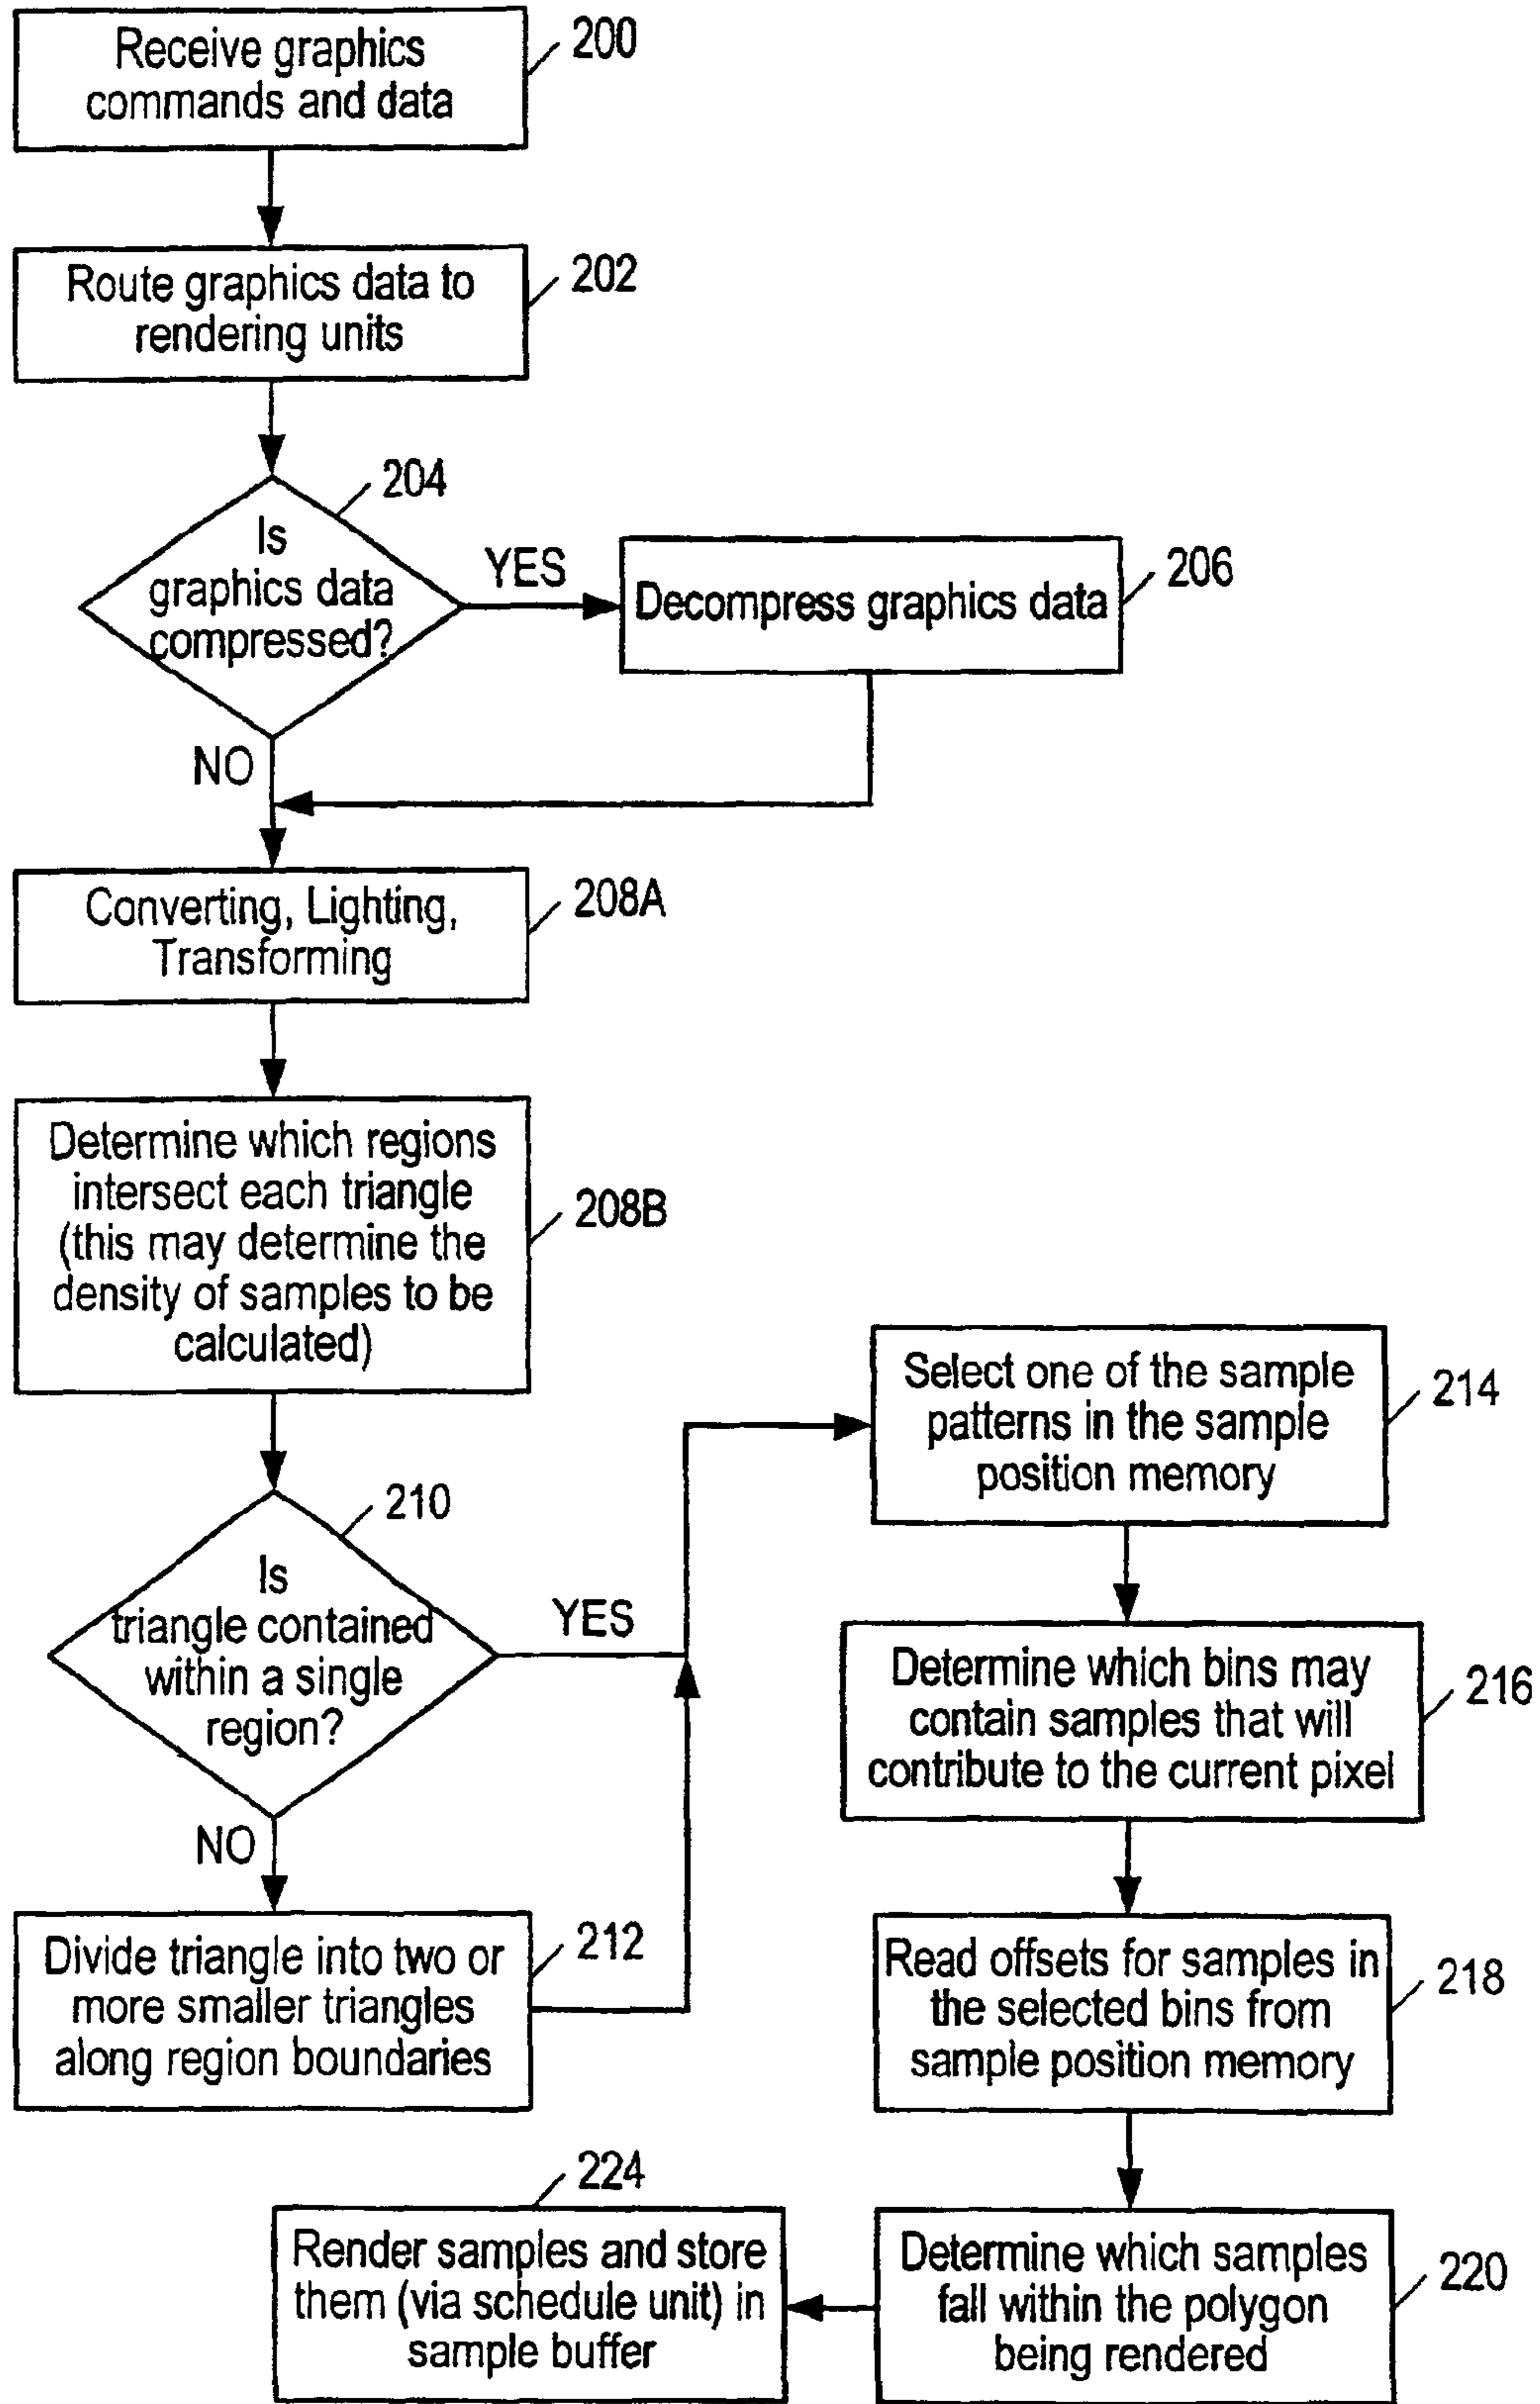 Receive graphics
commands and data
200
Route graphics data to
rendering units
202
204
Is
graphics data
compressed?
YES
NO
Decompress graphics data
206
Converting, Lighting,
Transforming
208A
Determine which regions
intersect each triangle
(this may determine the
density of samples to be
calculated)
208B
210
Is
triangle contained
within a single
region?
YES
NO
Divide triangle into two or
more smaller triangles
along region boundaries
212
Select one of the sample
patterns in the sample
position memory
214
Determine which bins may
contain samples that will
contribute to the current pixel
216
Read offsets for samples in
the selected bins from
sample position memory
218
Determine which samples
fall within the polygon
being rendered
220
224
Render samples and store
them (via schedule unit) in
sample buffer